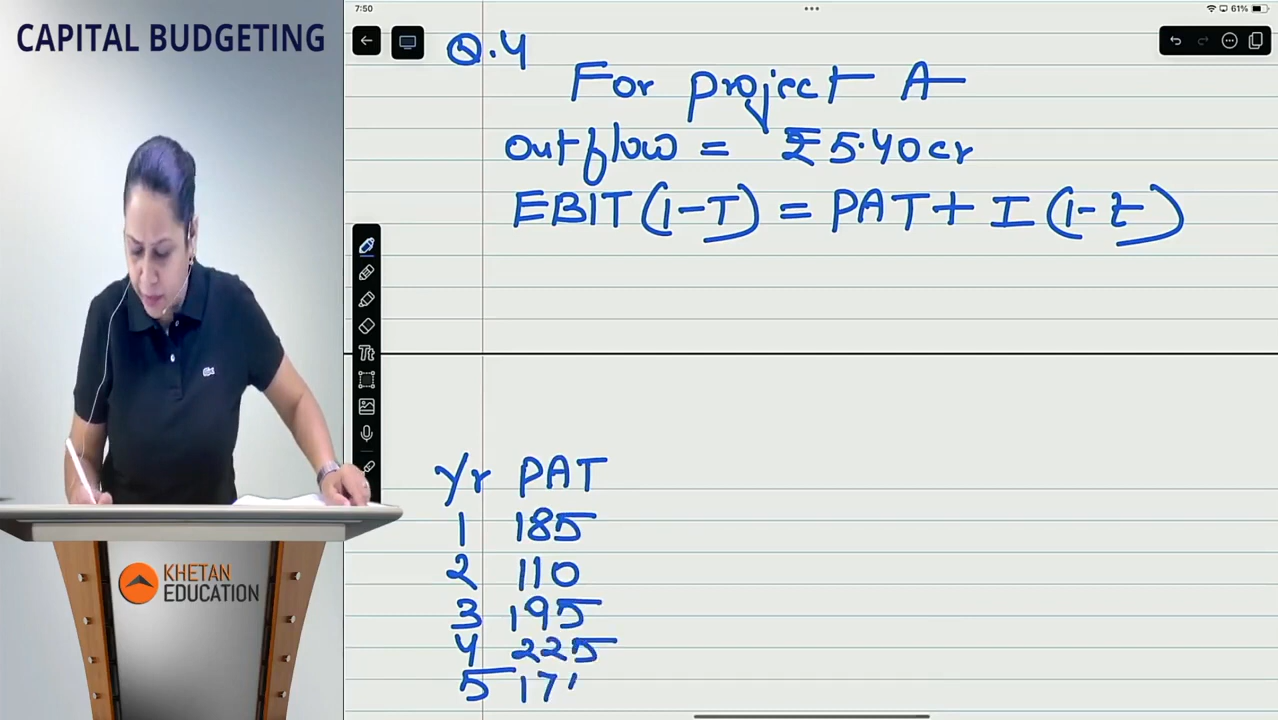 CAPITAL BUDGETING
7:50
61%
Q.4
For project A
outflow = ₹5.40cr
EBIT(1-T) = PAT + I(1-t)
Tt
Yr PAT
1 185
2 110
3 195
4 225
5
KHETAN
EDUCATION